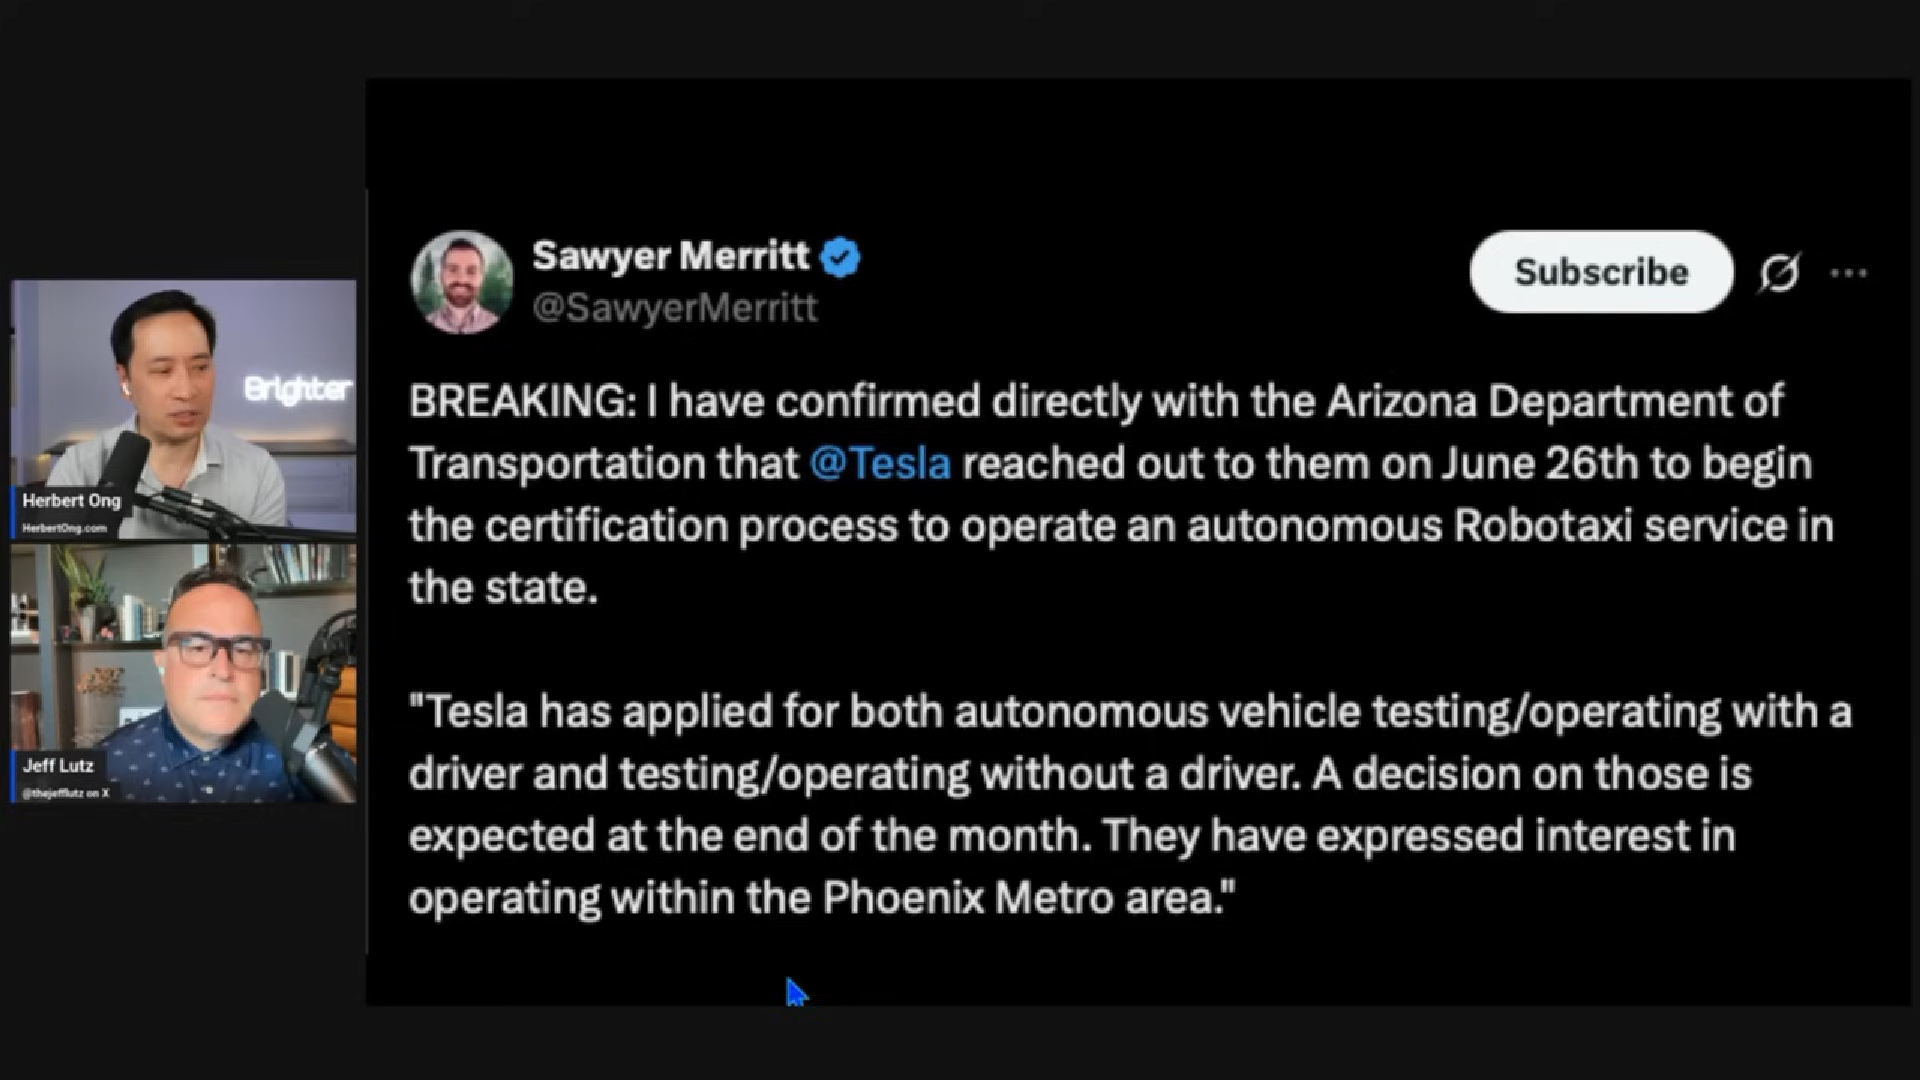 Sawyer Merritt
@SawyerMerritt
Subscribe
BREAKING: I have confirmed directly with the Arizona Department of
Transportation that @Tesla reached out to them on June 26th to begin
the certification process to operate an autonomous Robotaxi service in
the state.
"Tesla has applied for both autonomous vehicle testing/operating with a
driver and testing/operating without a driver. A decision on those is
expected at the end of the month. They have expressed interest in
operating within the Phoenix Metro area."
Brighter
Herbert Ong
HerbertOng.com
Jeff Lutz
@thejefflutz on X